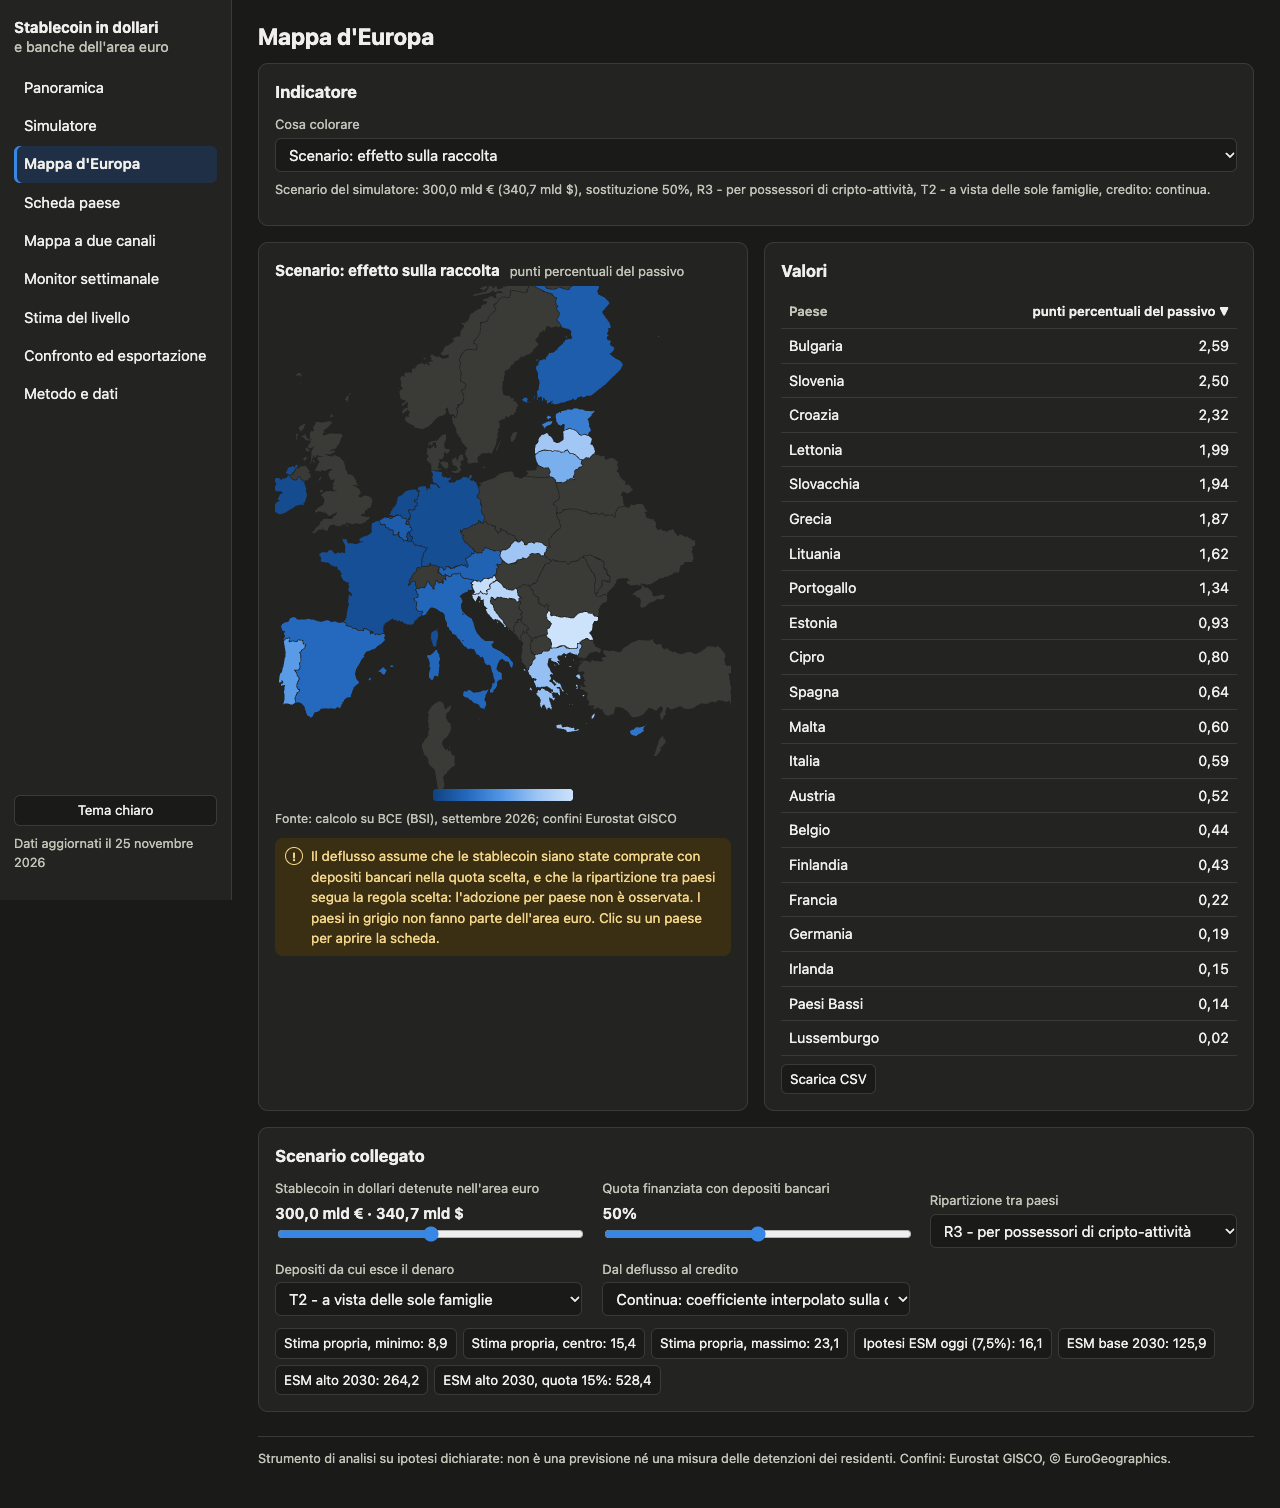 Stablecoin in dollari
e banche dell'area euro
Panoramica
Simulatore
Mappa d'Europa
Scheda paese
Mappa a due canali
Monitor settimanale
Stima del livello
Confronto ed esportazione
Metodo e dati
Tema chiaro
Dati aggiornati il 25 novembre
2026
Mappa d'Europa
Indicatore
Cosa colorare
Scenario: effetto sulla raccolta
Scenario del simulatore: 300,0 mld € (340,7 mld $), sostituzione 50%, R3 - per possessori di cripto-attività, T2 - a vista delle sole famiglie, credito: continua.
Scenario: effetto sulla raccolta punti percentuali del passivo
Fonte: calcolo su BCE (BSI), settembre 2026; confini Eurostat GISCO
Il deflusso assume che le stablecoin siano state comprate con
depositi bancari nella quota scelta, e che la ripartizione tra paesi
segua la regola scelta: l'adozione per paese non è osservata. I
paesi in grigio non fanno parte dell'area euro. Clic su un paese
per aprire la scheda.
Valori
Paese punti percentuali del passivo ▼
Bulgaria 2,59
Slovenia 2,50
Croazia 2,32
Lettonia 1,99
Slovacchia 1,94
Grecia 1,87
Lituania 1,62
Portogallo 1,34
Estonia 0,93
Cipro 0,80
Spagna 0,64
Malta 0,60
Italia 0,59
Austria 0,52
Belgio 0,44
Finlandia 0,43
Francia 0,22
Germania 0,19
Irlanda 0,15
Paesi Bassi 0,14
Lussemburgo 0,02
Scarica CSV
Scenario collegato
Stablecoin in dollari detenute nell'area euro
300,0 mld € · 340,7 mld $
Quota finanziata con depositi bancari
50%
Ripartizione tra paesi
R3 - per possessori di cripto-attività
Depositi da cui esce il denaro
T2 - a vista delle sole famiglie
Dal deflusso al credito
Continua: coefficiente interpolato sulla c
Stima propria, minimo: 8,9
Stima propria, centro: 15,4
Stima propria, massimo: 23,1
Ipotesi ESM oggi (7,5%): 16,1
ESM base 2030: 125,9
ESM alto 2030: 264,2
ESM alto 2030, quota 15%: 528,4
Strumento di analisi su ipotesi dichiarate: non è una previsione né una misura delle detenzioni dei residenti. Confini: Eurostat GISCO, © EuroGeographics.